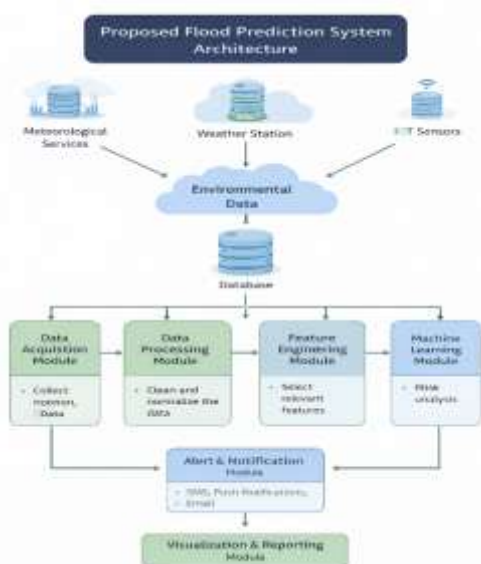 Proposed Flood Prediction System
Architecture
Meteorological
Services
Weather Station
Sensors
Environmental
Data
Database
Data
Acquistion
Module
Data
Processing
Module
Feature
Engineering
Module
Machine
Learning
Module
Collect
Data
Clean and
normalize the
data
Select
relevant
features
analysis
Alert & Notification
Module
SMS, Push Notifications,
Email
Visualization & Reporting
Module